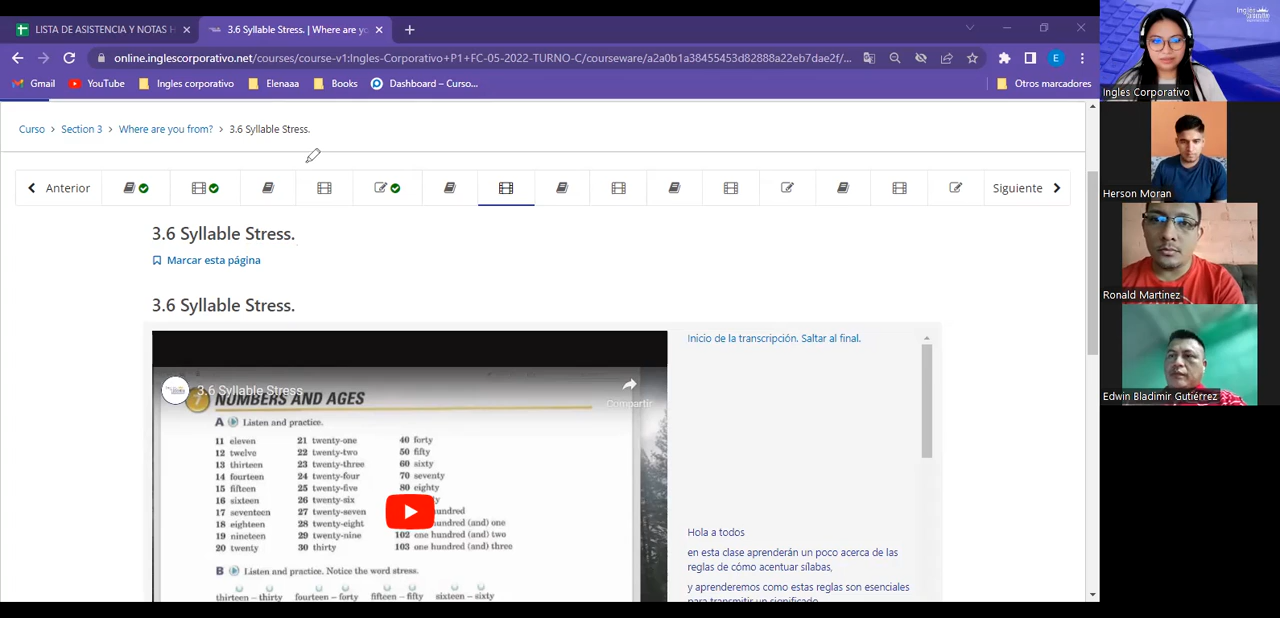 LISTA DE ASISTENCIA Y NOTAS H
3.6 Syllable Stress. | Where are yo
online.inglescorporativo.net/courses/course-v1:Ingles-Corporativo+P1+FC-05-2022-TURNO-C/courseware/a2a0b1a38455453d82888a22eb7dae2f/...
E
Gmail
YouTube
Ingles corporativo
Elenaaa
Books
Dashboard – Curso...
Otros marcadores
Curso > Section 3 > Where are you from? > 3.6 Syllable Stress.
Anterior
Siguiente
3.6 Syllable Stress.
Marcar esta página
3.6 Syllable Stress.
3.6 Syllable Stress
Compartir
7 NUMBERS AND AGES
A Listen and practice.
11 eleven 21 twenty-one 40 forty
12 twelve 22 twenty-two 50 fifty
13 thirteen 23 twenty-three 60 sixty
14 fourteen 24 twenty-four 70 seventy
15 fifteen 25 twenty-five 80 eighty
16 sixteen 26 twenty-six
17 seventeen 27 twenty-seven
18 eighteen 28 twenty-eight hundred (and) one
19 nineteen 29 twenty-nine 102 one hundred (and) two
20 twenty 30 thirty 103 one hundred (and) three
B Listen and practice. Notice the word stress.
thirteen – thirty fourteen – forty fifteen – fifty sixteen – sixty
Inicio de la transcripción. Saltar al final.
Hola a todos
en esta clase aprenderán un poco acerca de las
reglas de cómo acentuar sílabas,
y aprenderemos como estas reglas son esenciales
para transmitir un significado
Ingles Corporativo
Herson Moran
Ronald Martinez
Edwin Bladimir Gutiérrez